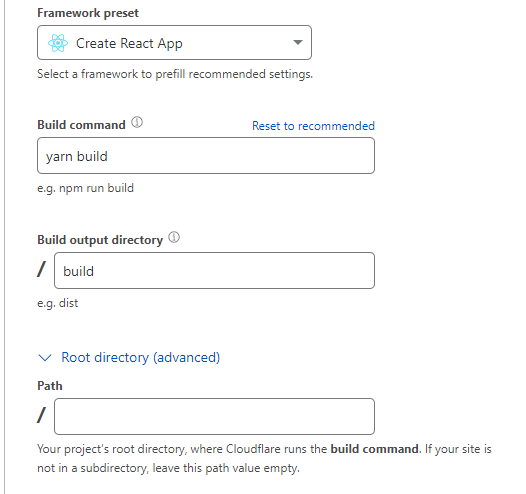 Framework preset
Create React App
Select a framework to prefill recommended settings.
Build command
Reset to recommended
yarn build
e.g. npm run build
Build output directory
/ build
e.g. dist
Root directory (advanced)
Path
/
Your project's root directory, where Cloudflare runs the build command. If your site is
not in a subdirectory, leave this path value empty.